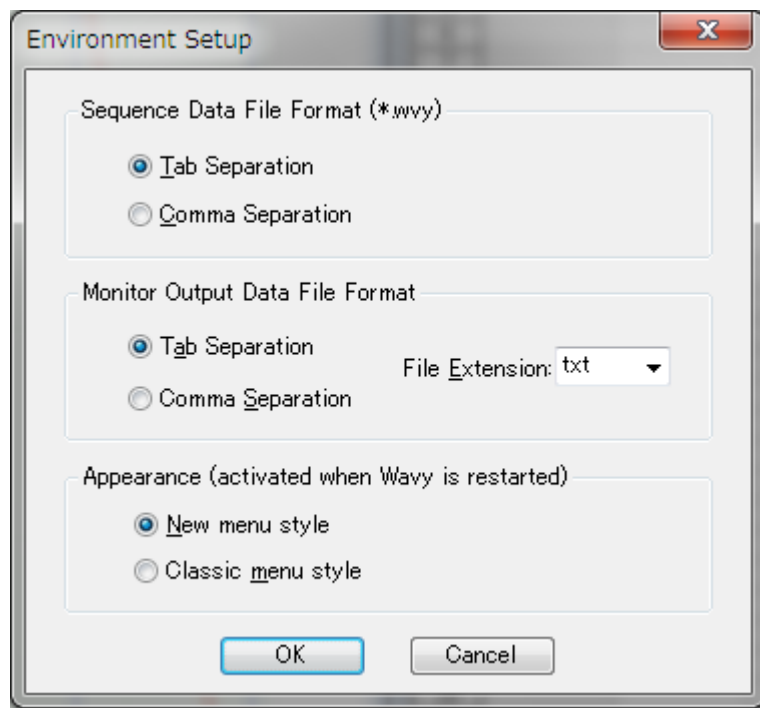 Environment Setup
Sequence Data File Format (*.wvy)
Tab Separation
Comma Separation
Monitor Output Data File Format
Tab Separation
File Extension: txt
Comma Separation
Appearance (activated when Wavy is restarted)
New menu style
Classic menu style
OK Cancel